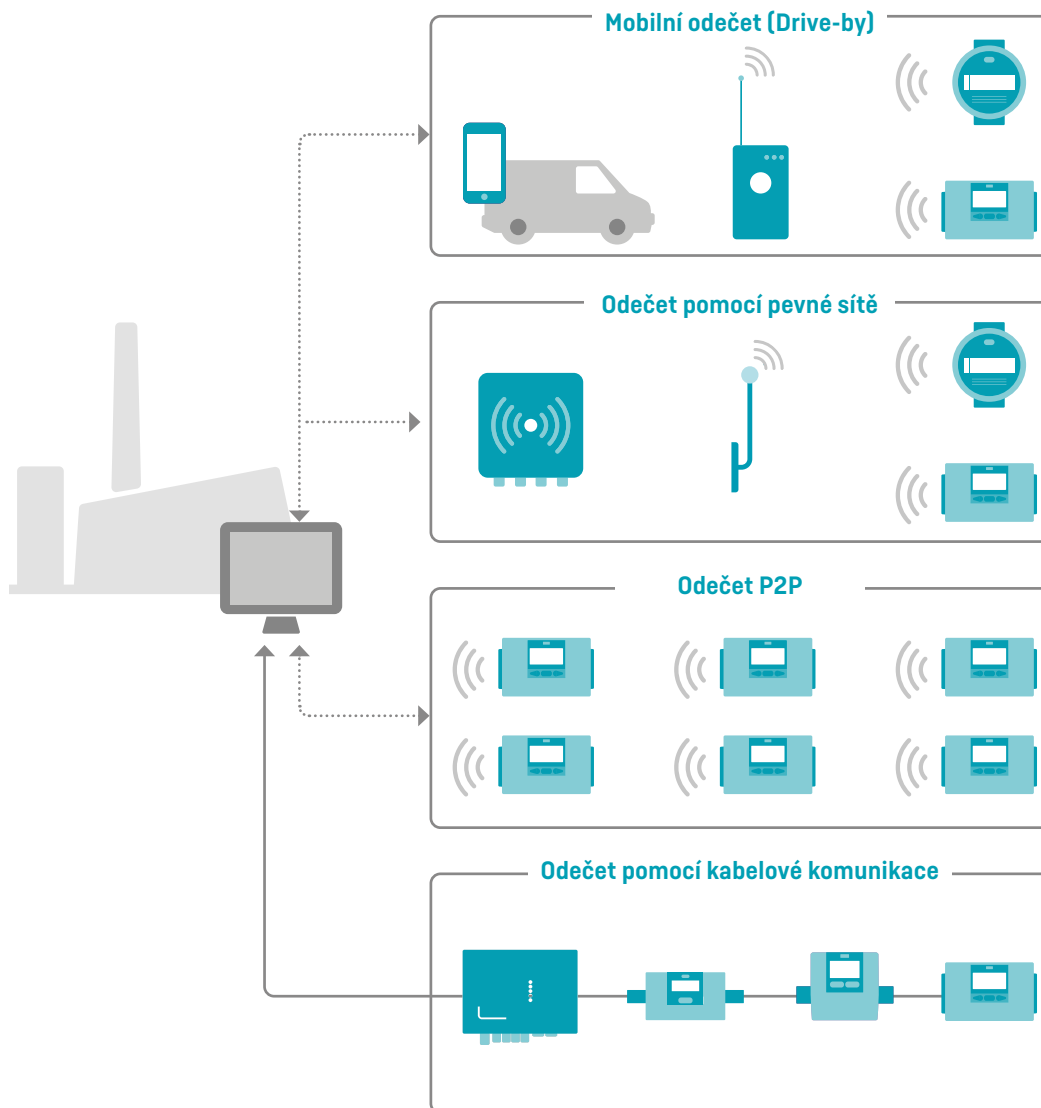 Mobilní odečet (Drive-by)
Odečet pomocí pevné sítě
Odečet P2P
Odečet pomocí kabelové komunikace